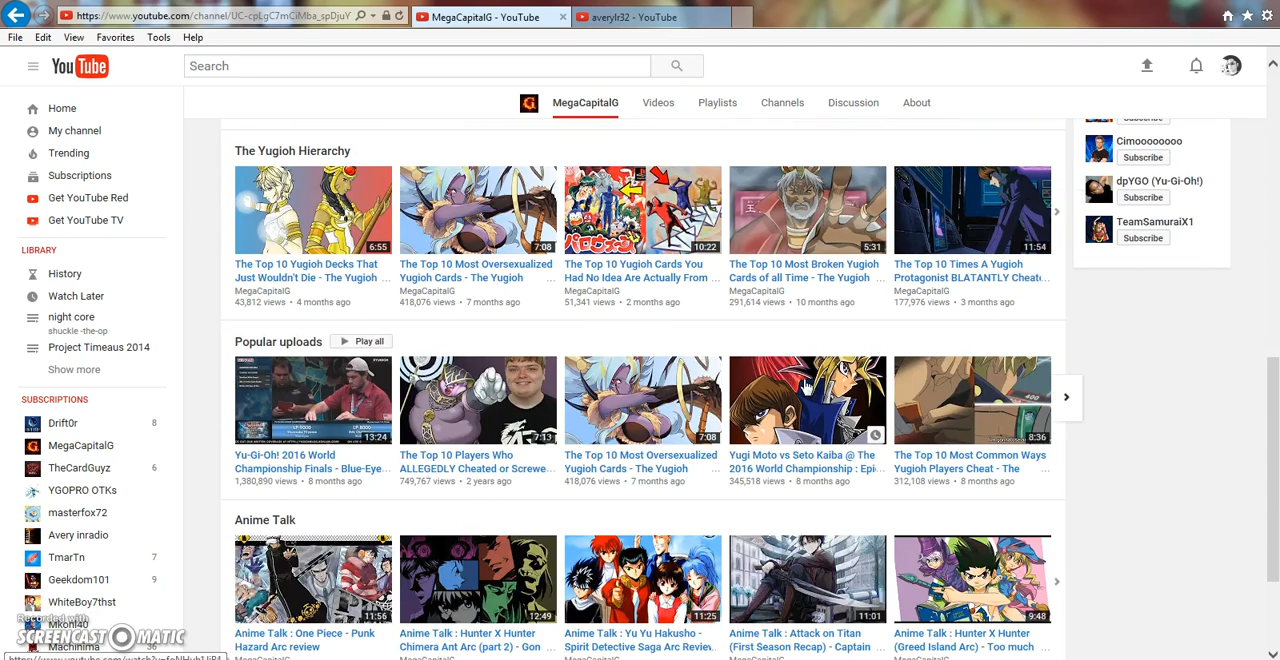 https://www.youtube.com/channel/UC-cpLgC7mCiMba_spDjuY
MegaCapitalG - YouTube
averylr32 - YouTube
File Edit View Favorites Tools Help
YouTube
Search
MegaCapitalG Videos Playlists Channels Discussion About
Home
My channel
Trending
Subscriptions
Get YouTube Red
Get YouTube TV
LIBRARY
History
Watch Later
night core
shuckle -the-op
Project Timeaus 2014
Show more
SUBSCRIPTIONS
Drift0r 8
MegaCapitalG
TheCardGuyz 6
YGOPRO OTKs
masterfox72
Avery inradio
TmarTn 7
Geekdom101 9
WhiteBoy7thst
Mkohl40
Machinima
Recorded with
SCREENCAST O MATIC
The Yugioh Hierarchy
6:55
The Top 10 Yugioh Decks That
Just Wouldn't Die - The Yugioh ...
MegaCapitalG
43,812 views • 4 months ago
7:08
The Top 10 Most Oversexualized
Yugioh Cards - The Yugioh
MegaCapitalG
418,076 views • 7 months ago
10:22
The Top 10 Yugioh Cards You
Had No Idea Are Actually From ...
MegaCapitalG
51,341 views • 2 months ago
5:31
The Top 10 Most Broken Yugioh
Cards of all Time - The Yugioh ...
MegaCapitalG
291,614 views • 10 months ago
11:54
The Top 10 Times A Yugioh
Protagonist BLATANTLY Cheat...
MegaCapitalG
177,976 views • 3 months ago
Popular uploads
Play all
13:24
Yu-Gi-Oh! 2016 World
Championship Finals - Blue-Eye...
1,380,890 views • 8 months ago
7:13
The Top 10 Players Who
ALLEGEDLY Cheated or Screwe...
749,767 views • 2 years ago
7:08
The Top 10 Most Oversexualized
Yugioh Cards - The Yugioh ...
418,076 views • 7 months ago
Yugi Moto vs Seto Kaiba @ The
2016 World Championship : Epi...
345,518 views • 8 months ago
8:36
The Top 10 Most Common Ways
Yugioh Players Cheat - The ...
312,108 views • 8 months ago
Anime Talk
11:56
Anime Talk : One Piece - Punk
Hazard Arc review
12:49
Anime Talk : Hunter X Hunter
Chimera Ant Arc (part 2) - Gon ...
11:25
Anime Talk : Yu Yu Hakusho -
Spirit Detective Saga Arc Review...
11:01
Anime Talk : Attack on Titan
(First Season Recap) - Captain ...
9:48
Anime Talk : Hunter X Hunter
(Greed Island Arc) - Too much ...
Subscribe
Cimoooooooo
Subscribe
dpYGO (Yu-Gi-Oh!)
Subscribe
TeamSamuraiX1
Subscribe